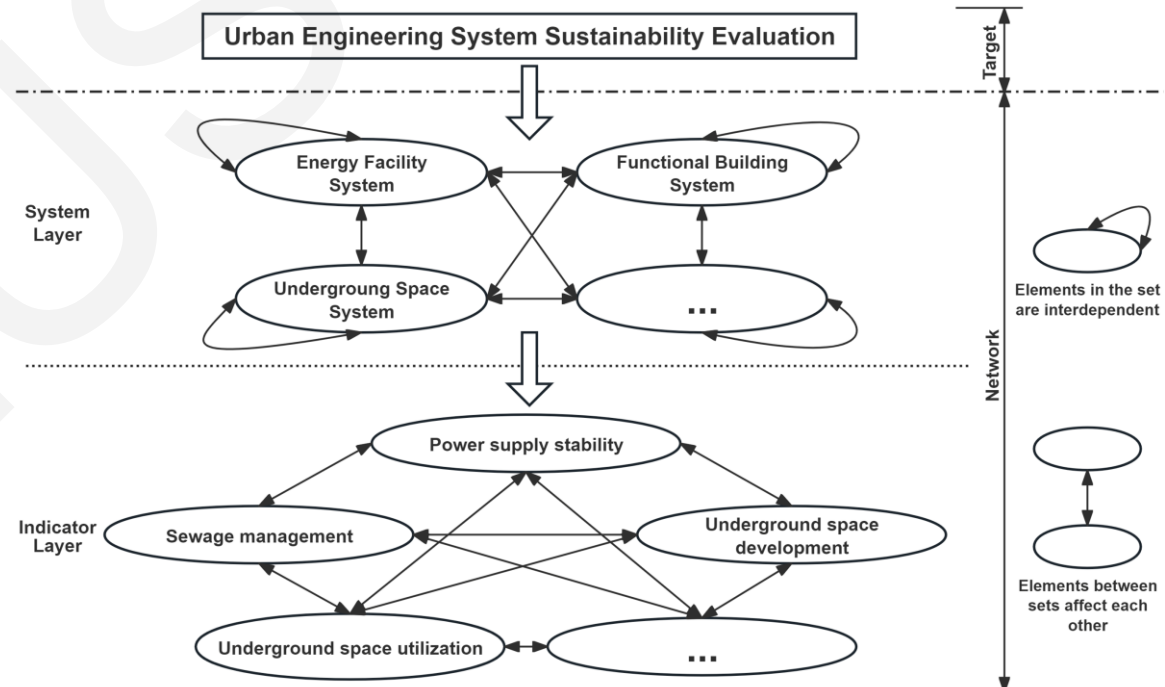 Urban Engineering System Sustainability Evaluation
Target
Energy Facility
System
Functional Building
System
System
Layer
Undergroung Space
System
...
Elements in the set
are interdependent
Network
Power supply stability
Indicator
Layer
Sewage management
Underground space
development
Underground space utilization
...
Elements between
sets affect each
other